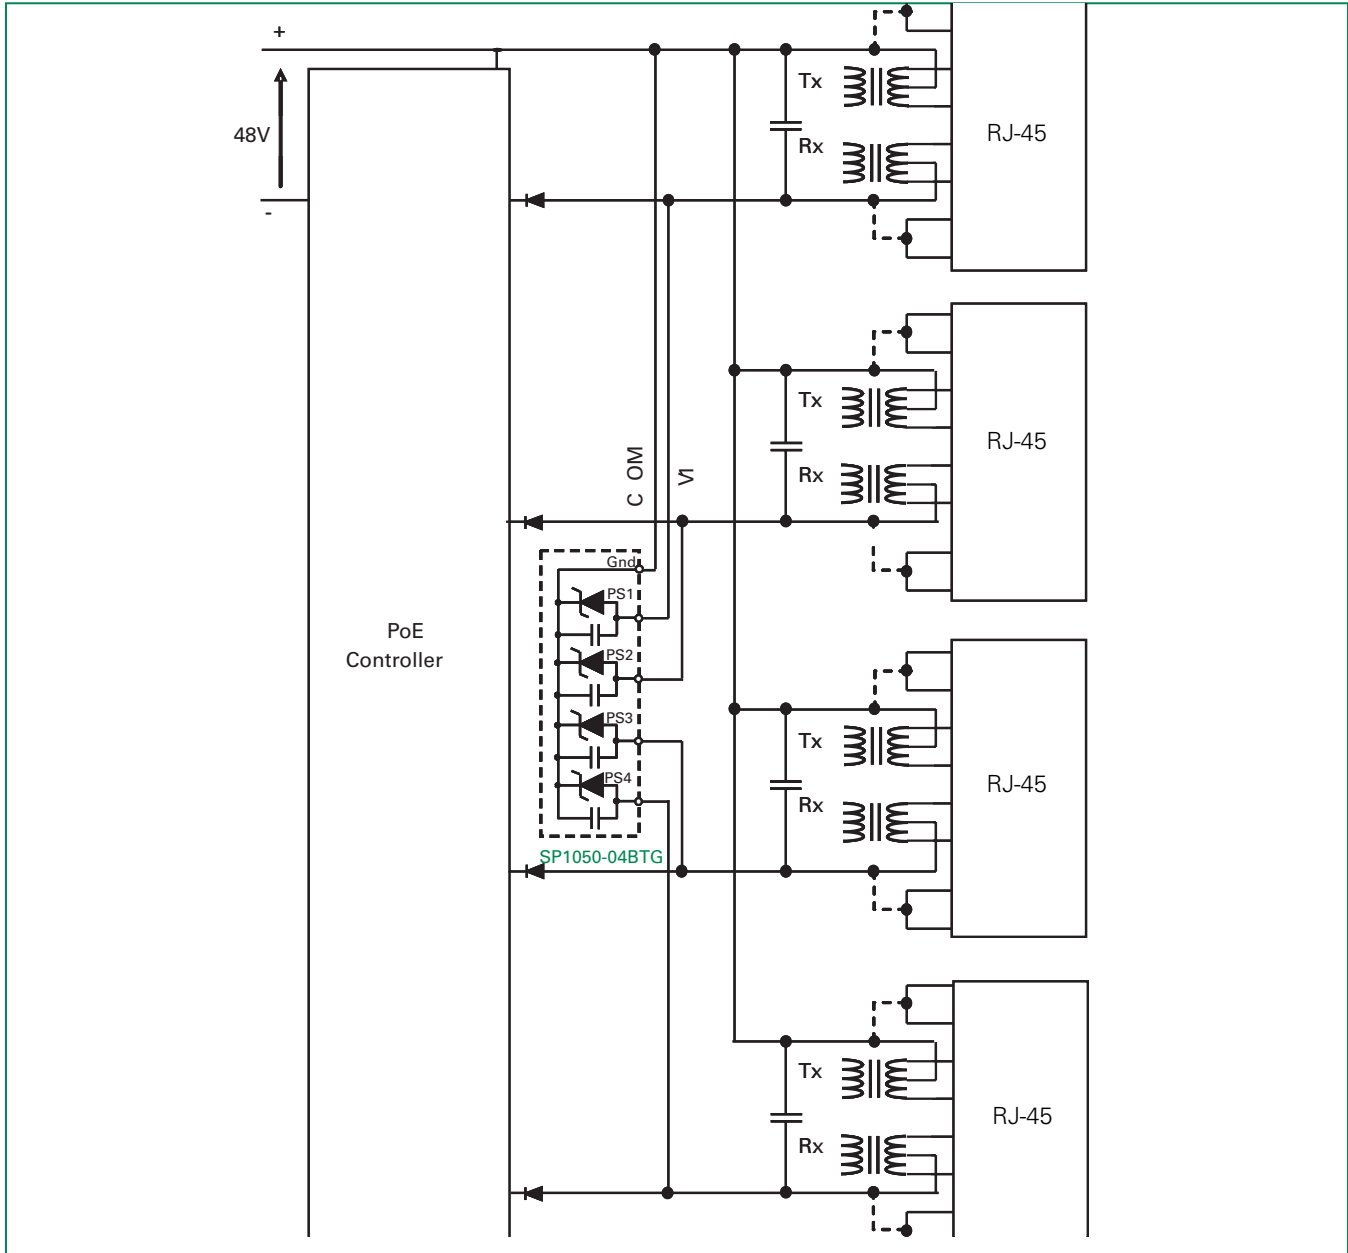 +
48V
-
Tx
Rx
RJ-45
Tx
Rx
RJ-45
C OM
VI
Gnd
PS1
PS2
PS3
PS4
SP1050-04BTG
PoE
Controller
Tx
Rx
RJ-45
Tx
Rx
RJ-45